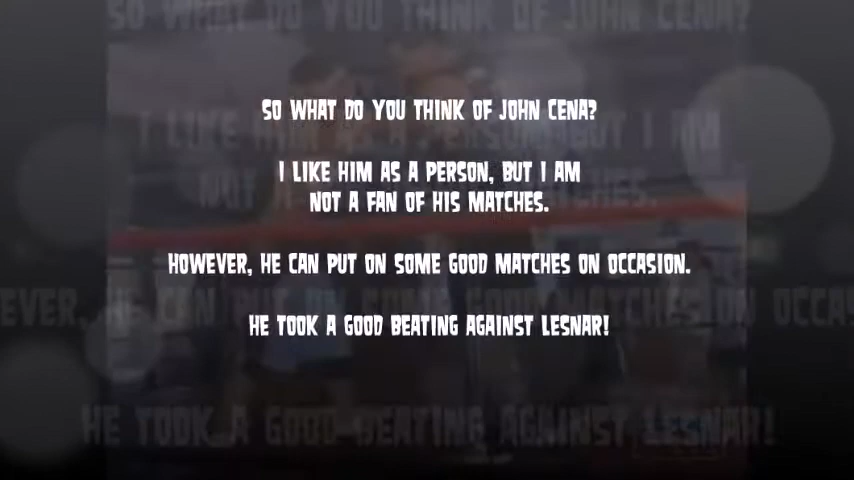 SO WHAT DO YOU THINK OF JOHN CENA?
I LIKE HIM AS A PERSON, BUT I AM
NOT A FAN OF HIS MATCHES.
HOWEVER, HE CAN PUT ON SOME GOOD MATCHES ON OCCASION.
HE TOOK A GOOD BEATING AGAINST LESNAR!